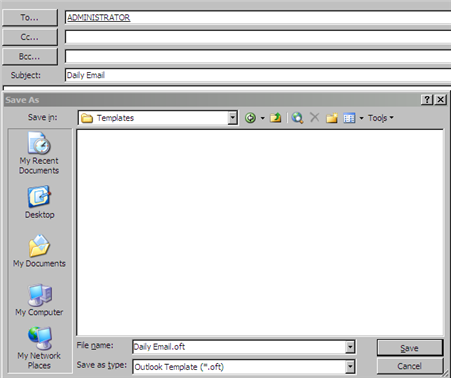 To... ADMINISTRATOR
Cc...
Bcc...
Subject: Daily Email
Save As
Save in: Templates Tools
My Recent
Documents
Desktop
My Documents
My Computer
My Network
Places
File name: Daily Email.oft Save
Save as type: Outlook Template (*.oft) Cancel